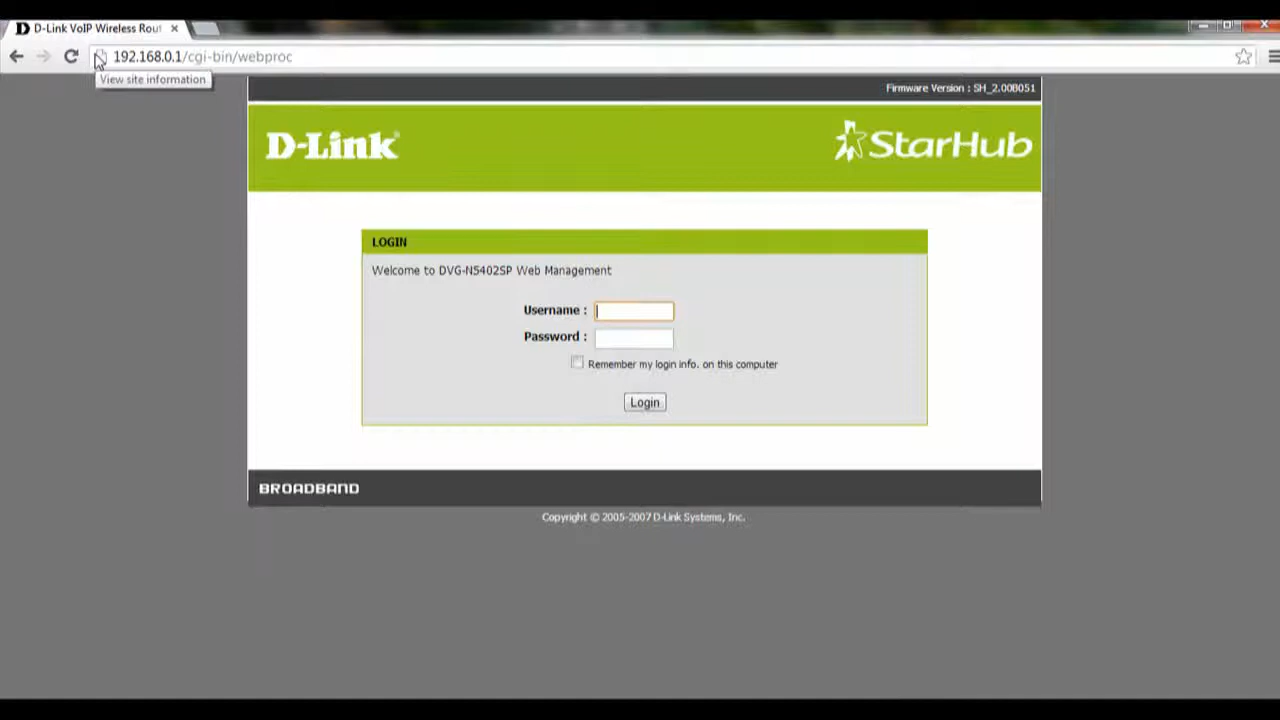 D-Link VoIP Wireless Rout
192.168.0.1/cgi-bin/webproc
View site information
Firmware Version : SH_2.008051
D-Link
StarHub
LOGIN
Welcome to DVG-N5402SP Web Management
Username :
Password :
Remember my login info. on this computer
Login
BROADBAND
Copyright © 2005-2007 D-Link Systems, Inc.